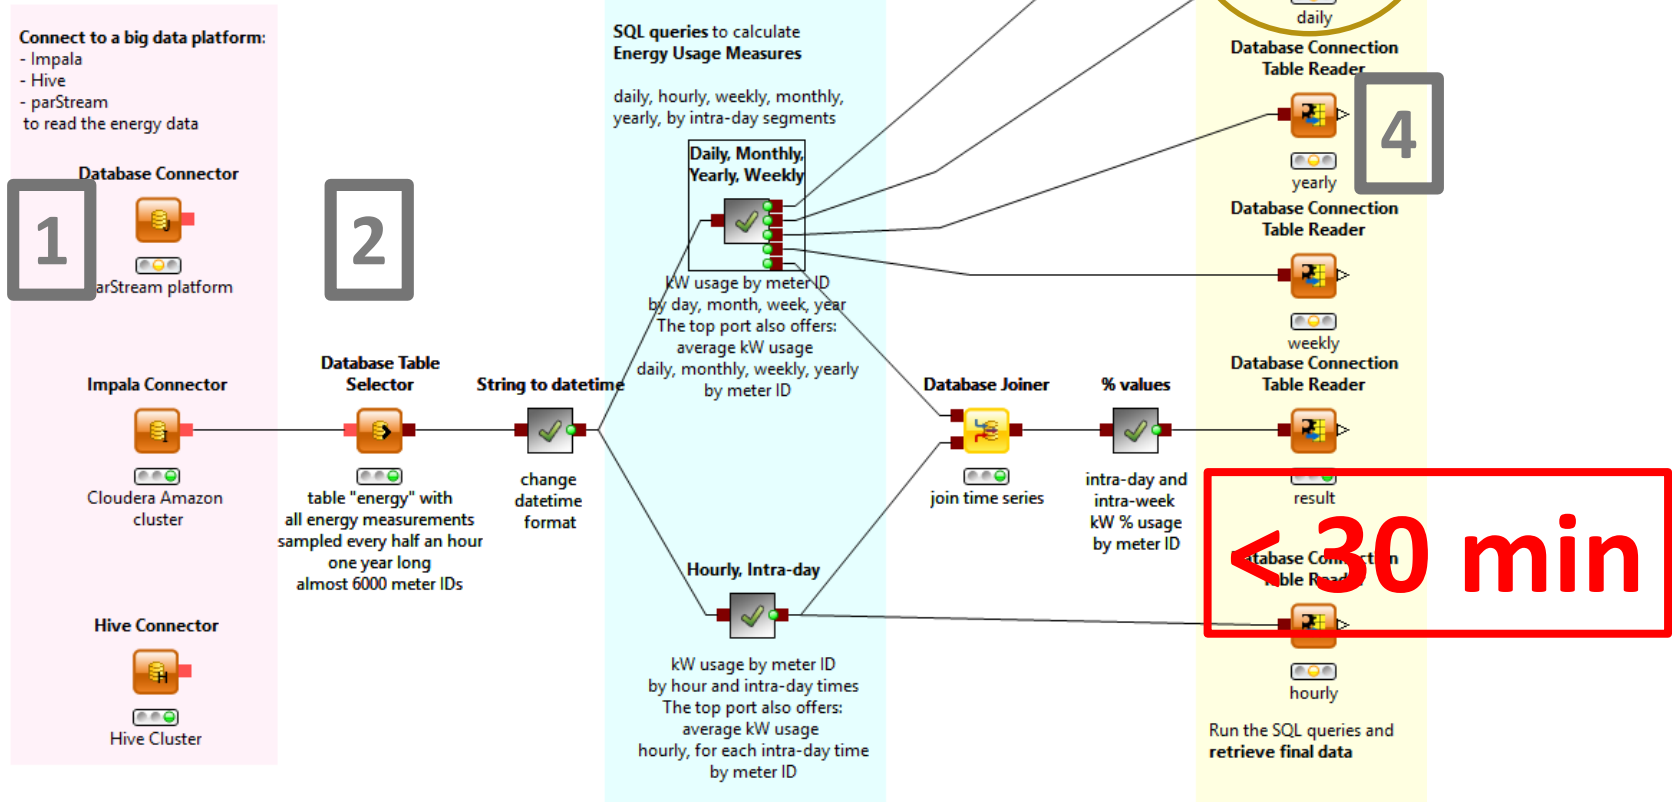 Connect to a big data platform:
- Impala
- Hive
- parStream
to read the energy data
Database Connector
1
arStream platform
Impala Connector
Cloudera Amazon
cluster
Hive Connector
Hive Cluster
2
Database Table
Selector
table "energy" with
all energy measurements
sampled every half an hour
one year long
almost 6000 meter IDs
String to datetime
change
datetime
format
SQL queries to calculate
Energy Usage Measures
daily, hourly, weekly, monthly,
yearly, by intra-day segments
Daily, Monthly,
Yearly, Weekly
kW usage by meter ID
by day, month, week, year
The top port also offers:
average kW usage
daily, monthly, weekly, yearly
by meter ID
Hourly, Intra-day
kW usage by meter ID
by hour and intra-day times
The top port also offers:
average kW usage
hourly, for each intra-day time
by meter ID
Database Joiner
join time series
% values
intra-day and
intra-week
kW % usage
by meter ID
daily
Database Connection
Table Reader
4
yearly
Database Connection
Table Reader
weekly
Database Connection
Table Reader
result
< 30 min
Database Connection
Table Reader
hourly
Run the SQL queries and
retrieve final data